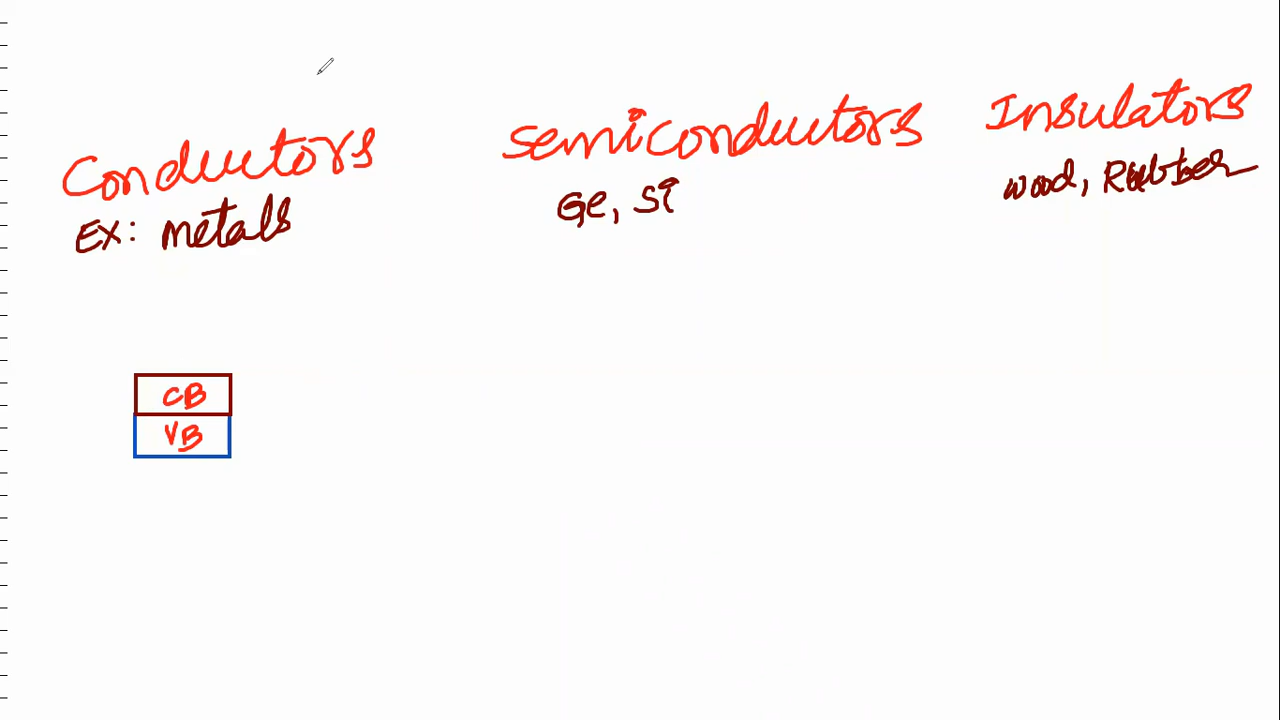 Conductors
Ex: metals
Semiconductors
Ge, Si
Insulators
wood, Rubber
CB
VB